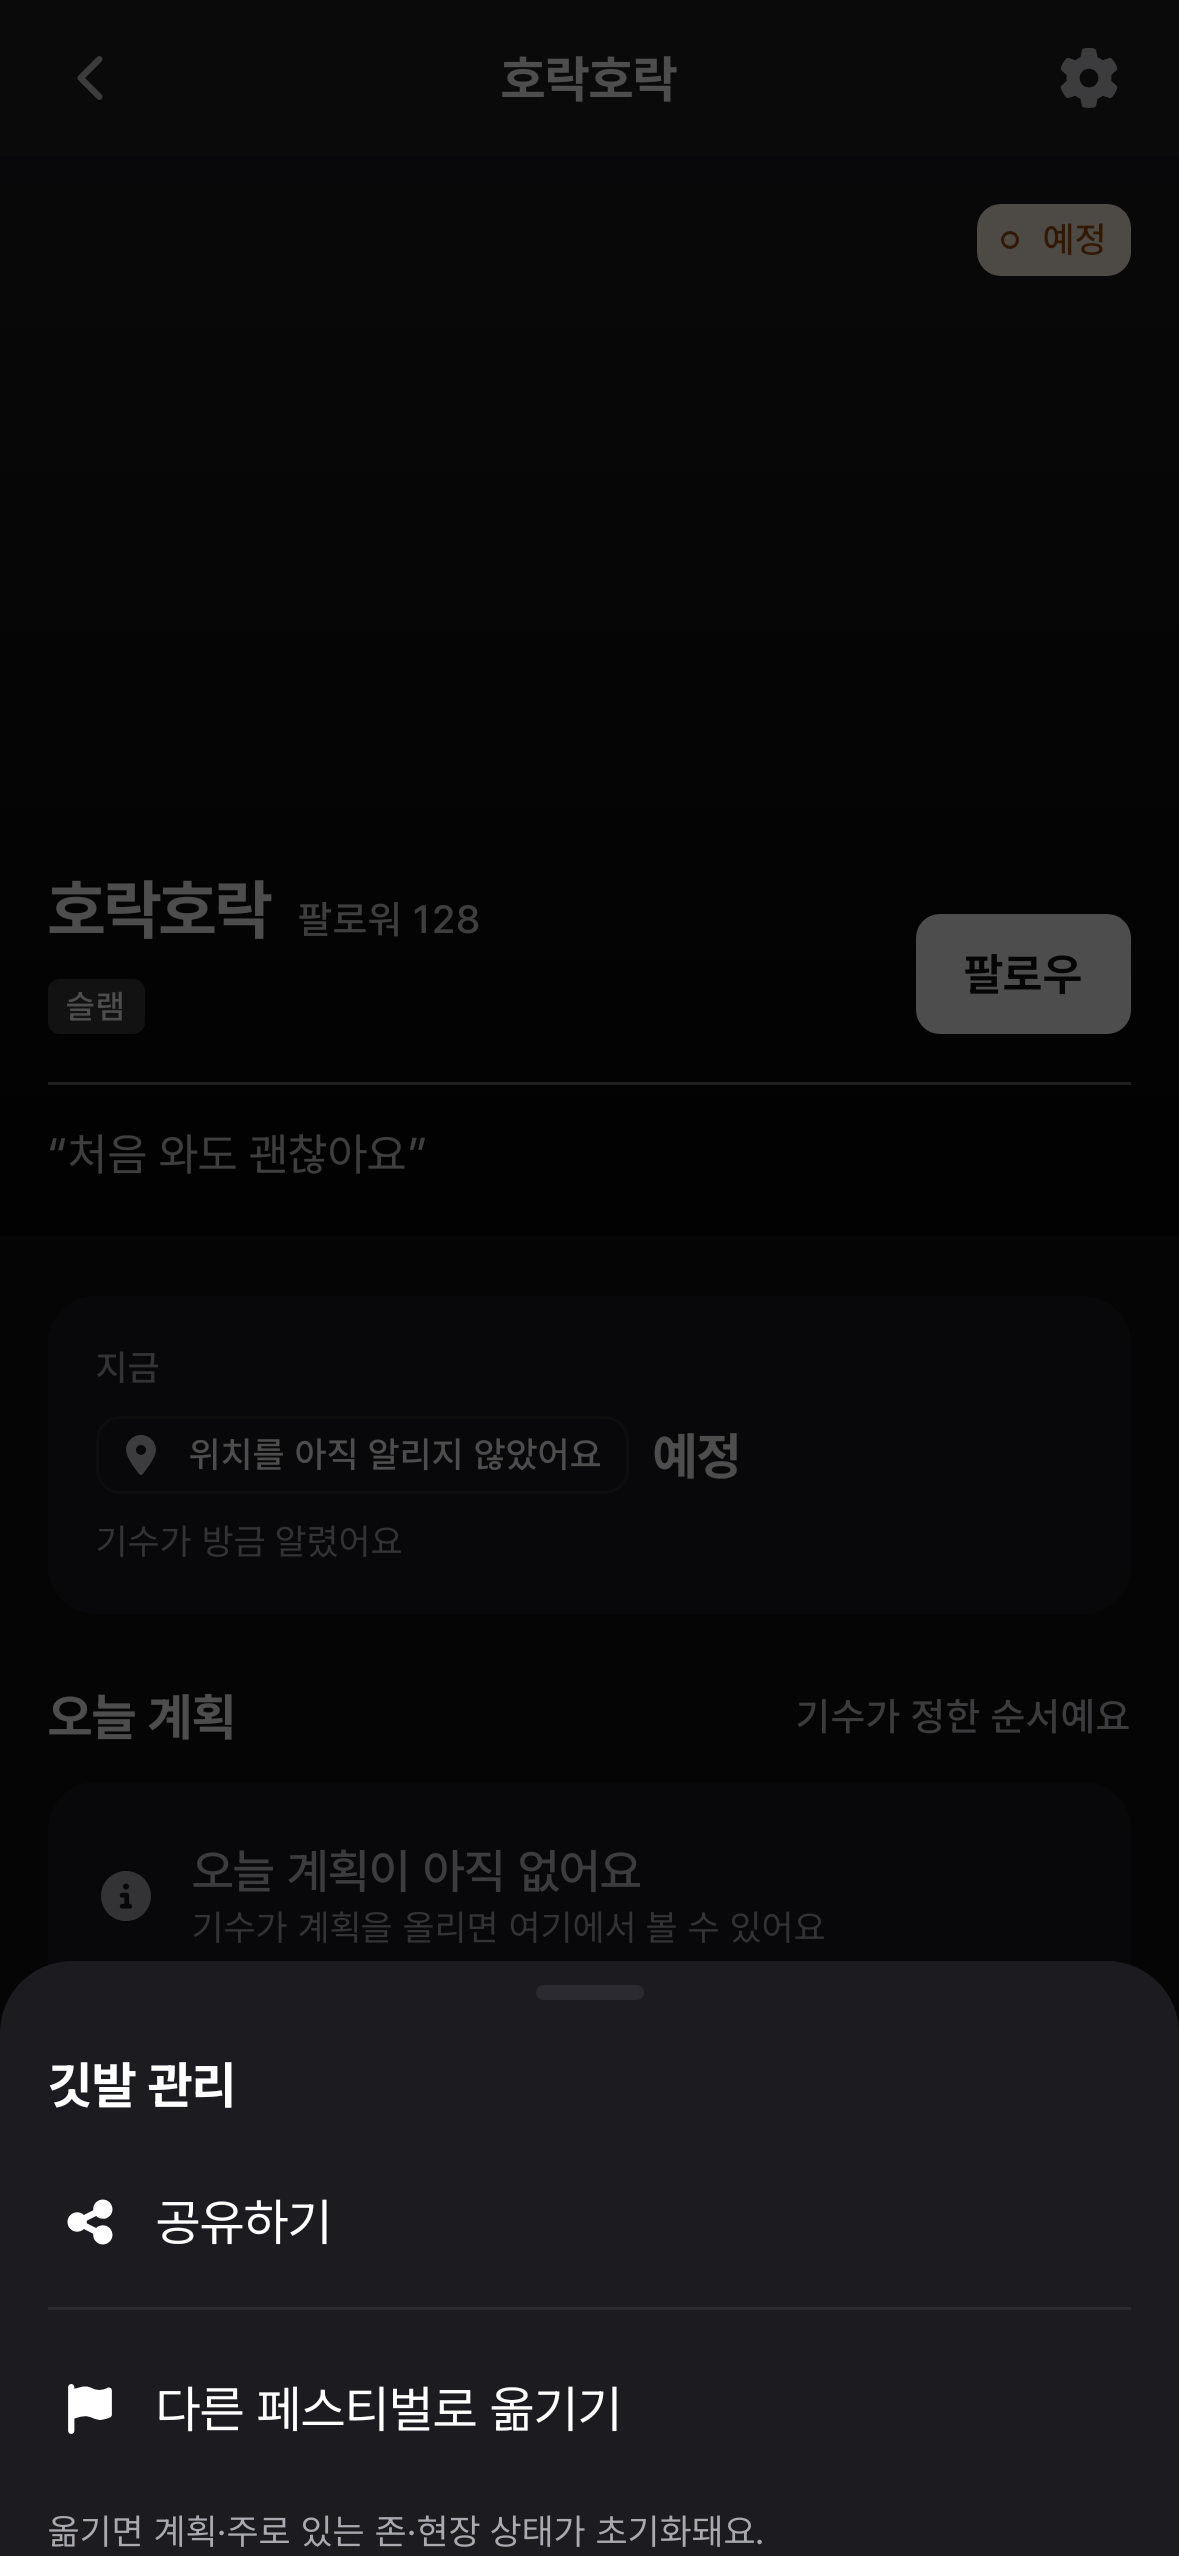 호락호락
예정
호락호락 팔로워 128
팔로우
슬램
“처음 와도 괜찮아요”
지금
위치를 아직 알리지 않았어요 예정
기수가 방금 알렸어요
오늘 계획 기수가 정한 순서예요
오늘 계획이 아직 없어요
기수가 계획을 올리면 여기에서 볼 수 있어요
깃발 관리
공유하기
다른 페스티벌로 옮기기
옮기면 계획·주로 있는 존·현장 상태가 초기화돼요.